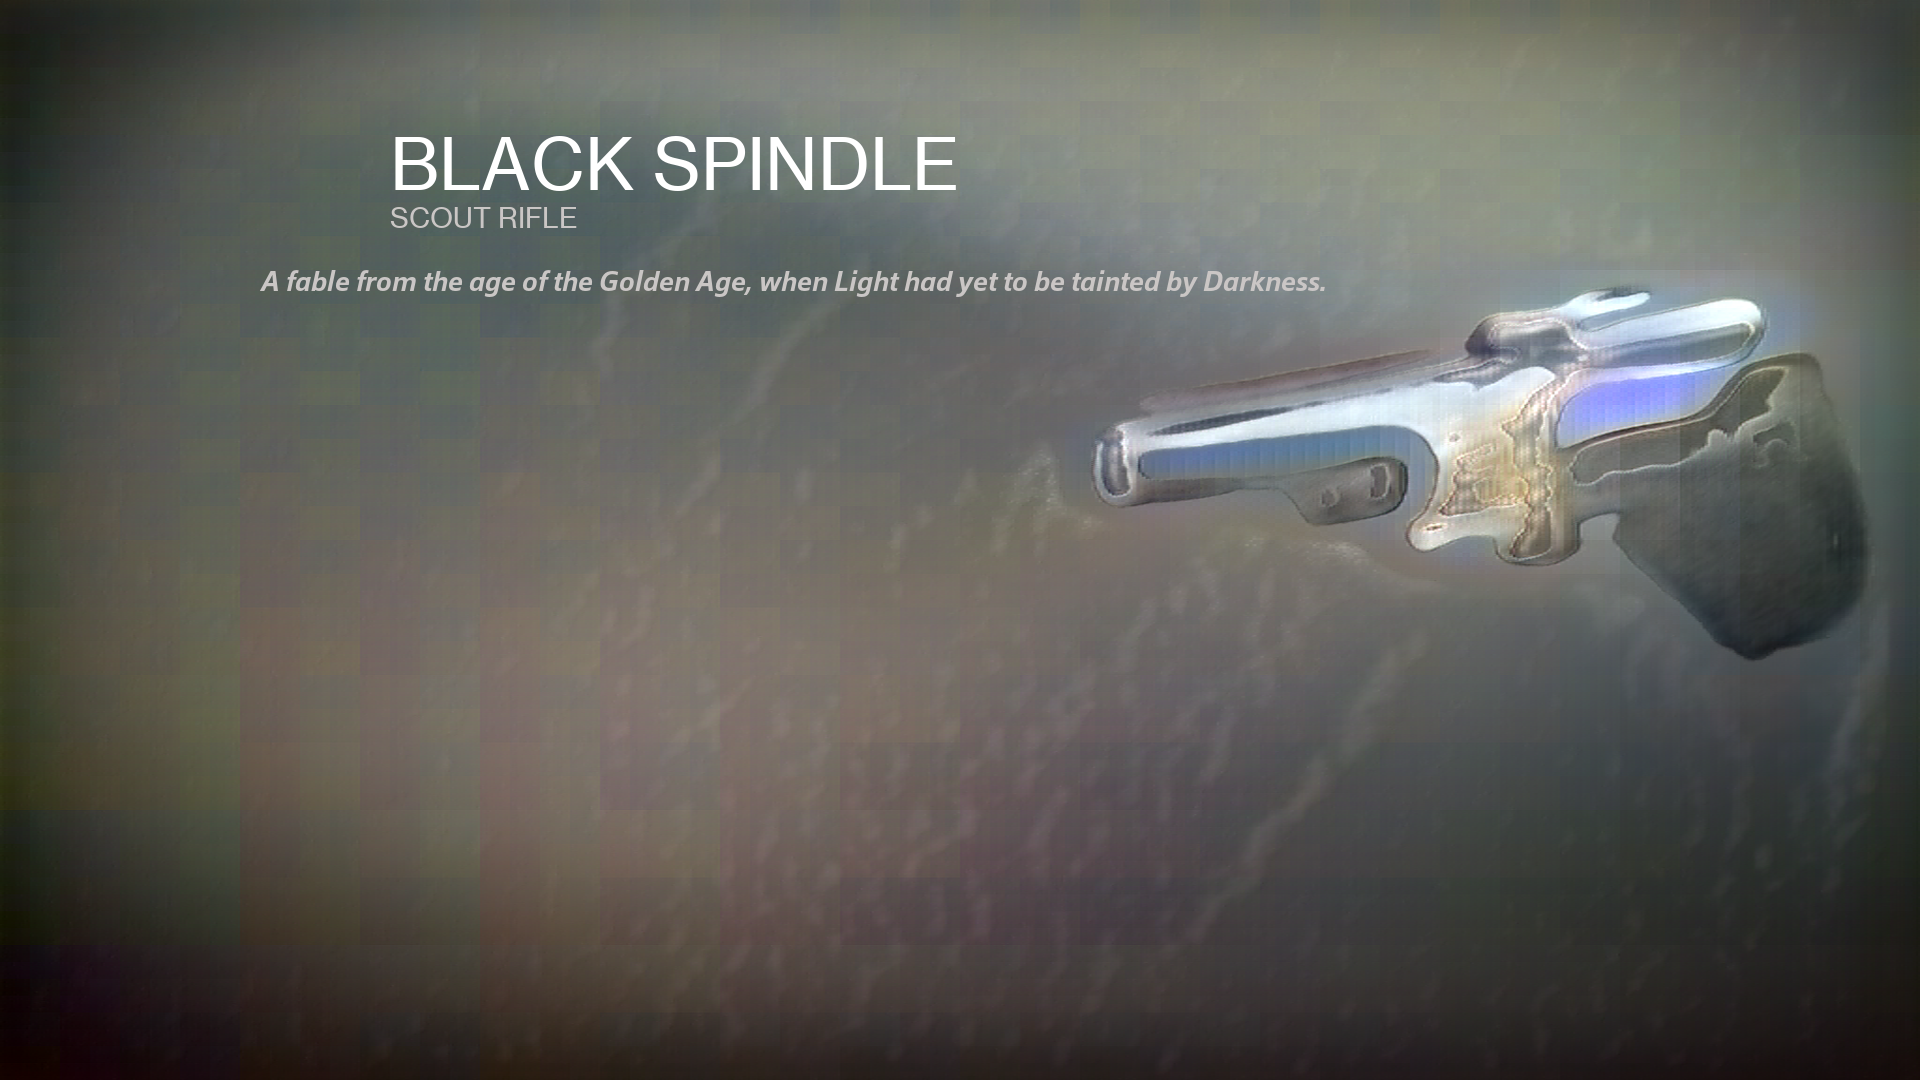 BLACK SPINDLE
SCOUT RIFLE
A fable from the age of the Golden Age, when Light had yet to be tainted by Darkness.